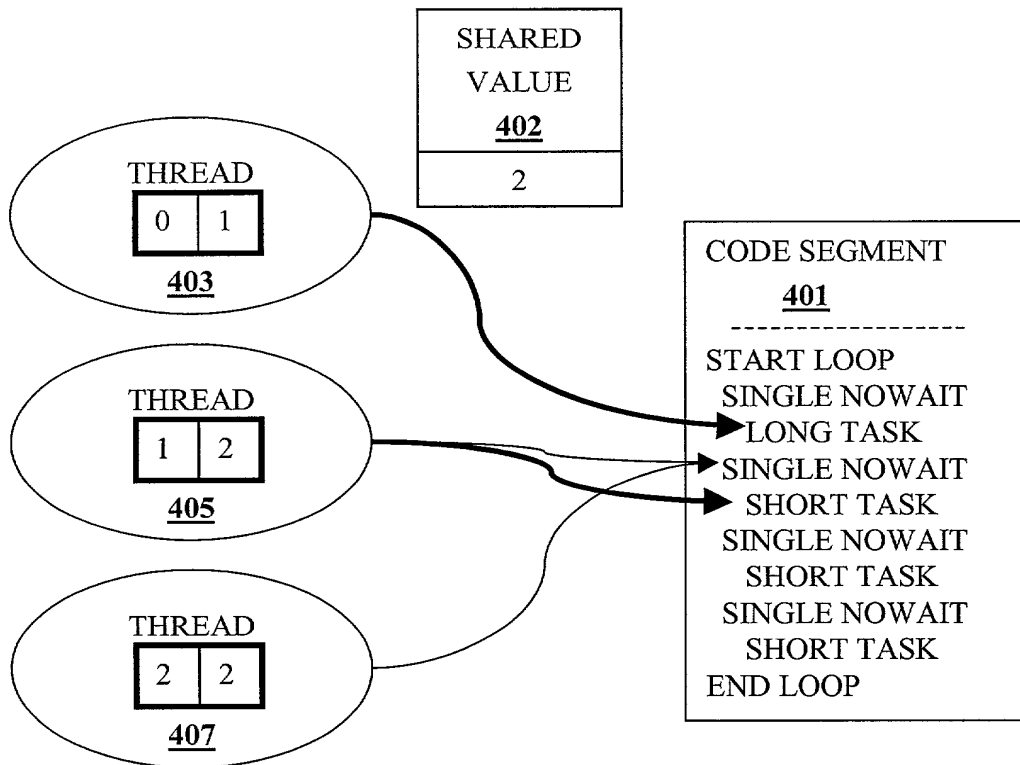 SHARED
VALUE
402
2
THREAD
0 1
403
THREAD
1 2
405
THREAD
2 2
407
CODE SEGMENT
401
--------------------
START LOOP
SINGLE NOWAIT
LONG TASK
SINGLE NOWAIT
SHORT TASK
SINGLE NOWAIT
SHORT TASK
SINGLE NOWAIT
SHORT TASK
END LOOP